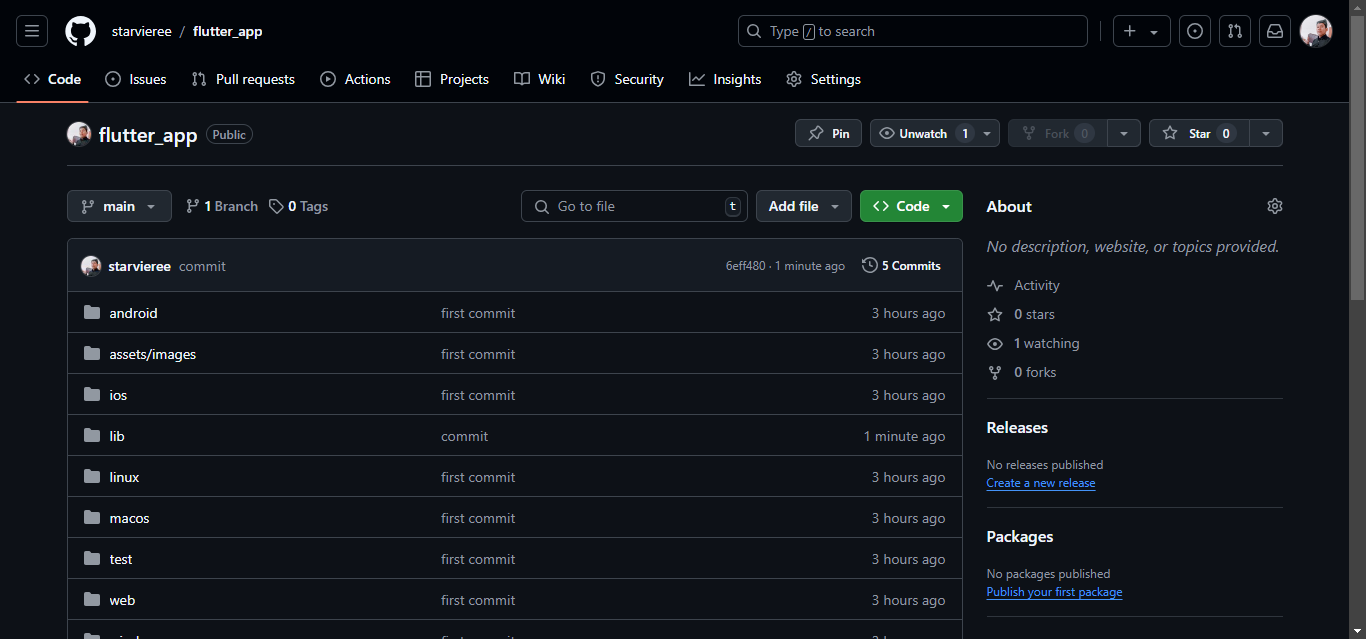 starvieree / flutter_app
Type / to search
Code Issues Pull requests Actions Projects Wiki Security Insights Settings
flutter_app Public
Pin Unwatch 1 Fork 0 Star 0
main 1 Branch 0 Tags Go to file t Add file Code
starvieree commit 6eff480 · 1 minute ago 5 Commits
android first commit 3 hours ago
assets/images first commit 3 hours ago
ios first commit 3 hours ago
lib commit 1 minute ago
linux first commit 3 hours ago
macos first commit 3 hours ago
test first commit 3 hours ago
web first commit 3 hours ago
About
No description, website, or topics provided.
Activity
0 stars
1 watching
0 forks
Releases
No releases published
Create a new release
Packages
No packages published
Publish your first package